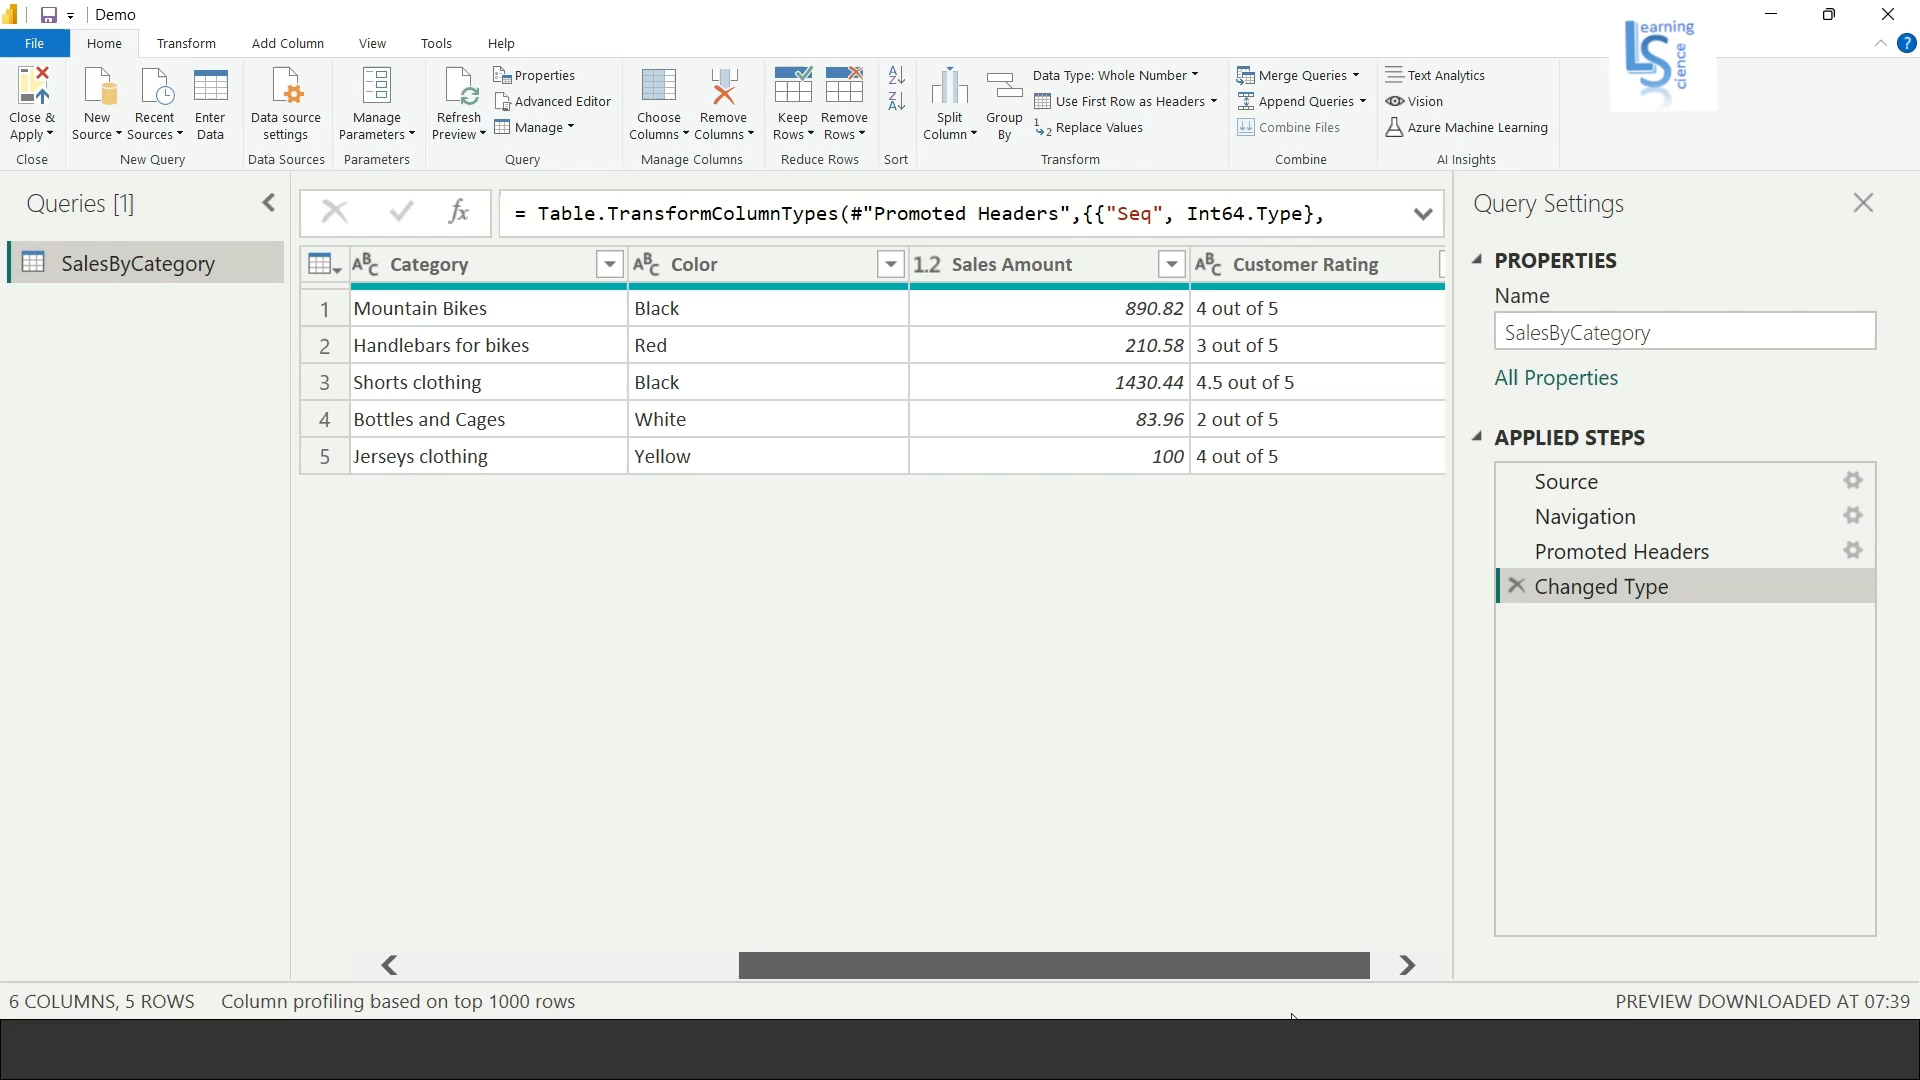 Demo
File Home Transform Add Column View Tools Help
Learning Science
Close & Apply
Close
New Source
Recent Sources
Enter Data
New Query
Data source settings
Data Sources
Manage Parameters
Parameters
Refresh Preview
Properties
Advanced Editor
Manage
Query
Choose Columns
Remove Columns
Manage Columns
Keep Rows
Remove Rows
Reduce Rows
Sort
Split Column
Group By
Data Type: Whole Number
Use First Row as Headers
Replace Values
Transform
Merge Queries
Append Queries
Combine Files
Combine
Text Analytics
Vision
Azure Machine Learning
AI Insights
Queries [1]
SalesByCategory
fx
= Table.TransformColumnTypes(#"Promoted Headers",{{"Seq", Int64.Type},
ABC Category ABC Color 1.2 Sales Amount ABC Customer Rating
1 Mountain Bikes Black 890.82 4 out of 5
2 Handlebars for bikes Red 210.58 3 out of 5
3 Shorts clothing Black 1430.44 4.5 out of 5
4 Bottles and Cages White 83.96 2 out of 5
5 Jerseys clothing Yellow 100 4 out of 5
Query Settings
PROPERTIES
Name
SalesByCategory
All Properties
APPLIED STEPS
Source
Navigation
Promoted Headers
Changed Type
6 COLUMNS, 5 ROWS Column profiling based on top 1000 rows
PREVIEW DOWNLOADED AT 07:39